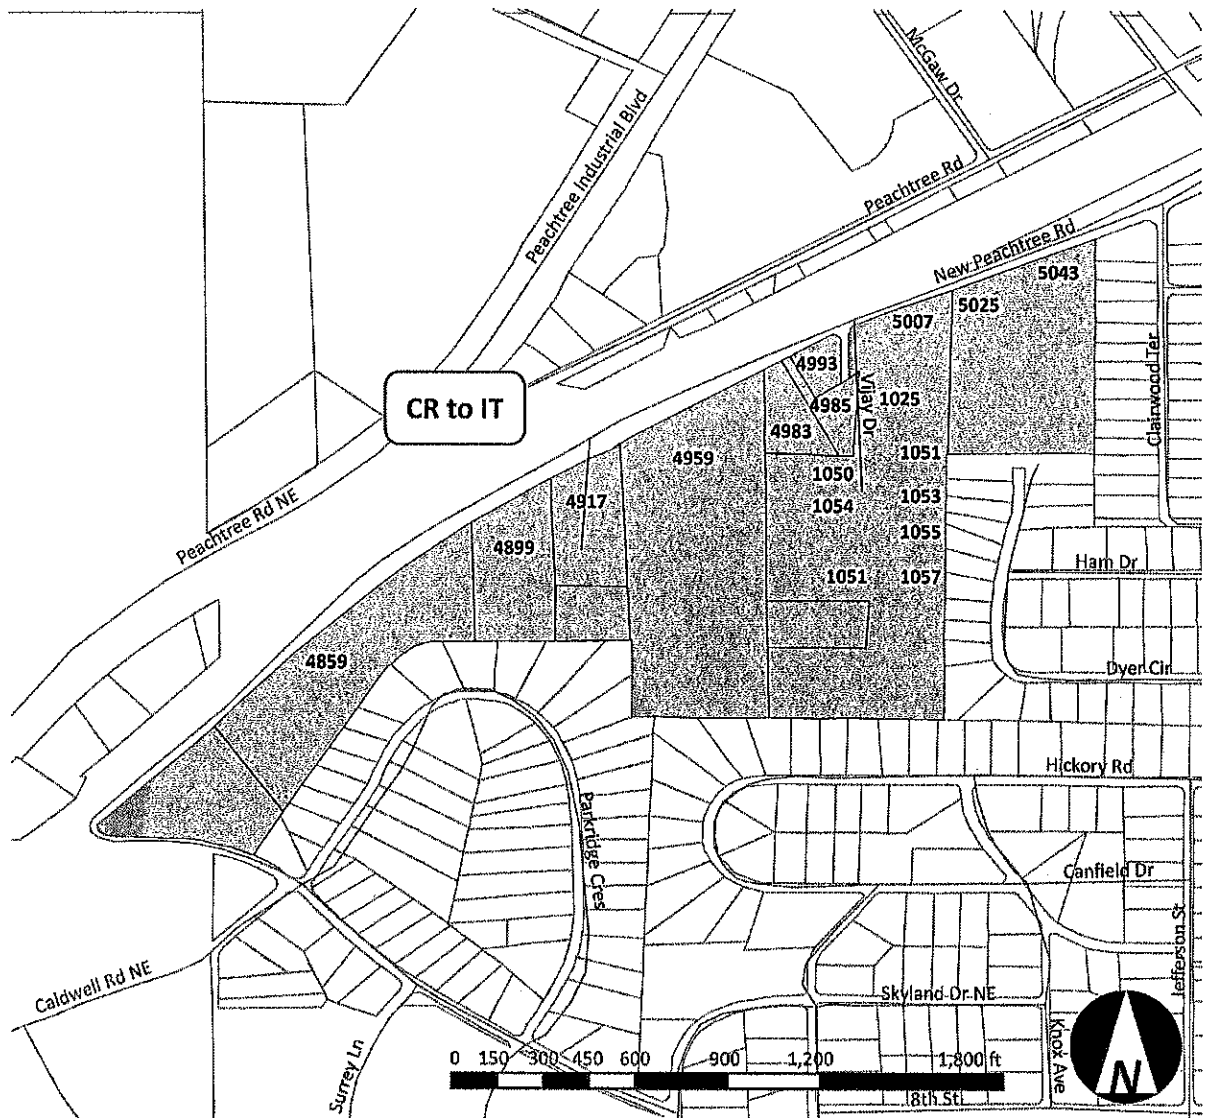 McGaw Dr
Peachtree Industrial Blvd
Peachtree Rd
New Peachtree Rd
5043
5025
5007
4993
Vijay Dr
Clairwood Ter
CR to IT
4985
1025
4983
4959
1051
1050
1053
4917
1054
Peachtree Rd NE
1055
4899
Ham Dr
1051
1057
4859
Dyer Cir
Hickory Rd
Parkridge Cres
Canfield Dr
Jefferson St
Caldwell Rd NE
Skyland Dr NE
Knox Ave
Surrey Ln
0 150 300 450 600 900 1,200 1,800 ft
8th St
N